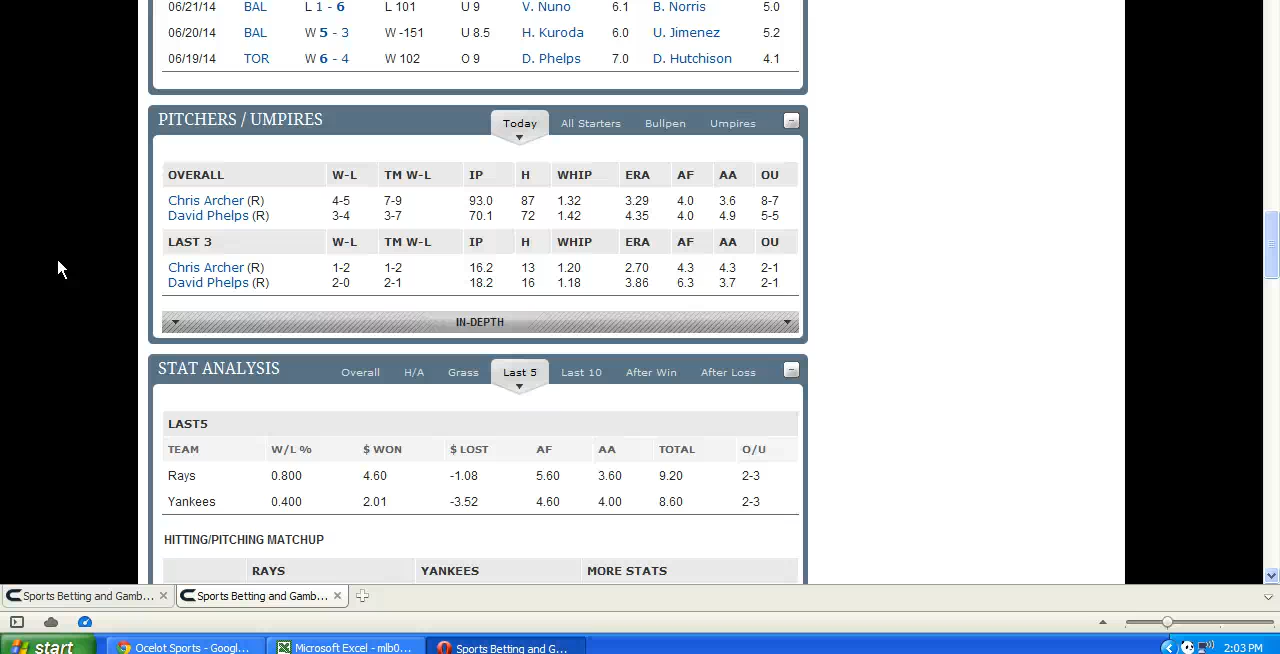 06/21/14 BAL L 1 - 6 L 101 U 9 V. Nuno 6.1 B. Norris 5.0
06/20/14 BAL W 5 - 3 W -151 U 8.5 H. Kuroda 6.0 U. Jimenez 5.2
06/19/14 TOR W 6 - 4 W 102 O 9 D. Phelps 7.0 D. Hutchison 4.1
PITCHERS / UMPIRES Today All Starters Bullpen Umpires
OVERALL W-L TM W-L IP H WHIP ERA AF AA OU
Chris Archer (R) 4-5 7-9 93.0 87 1.32 3.29 4.0 3.6 8-7
David Phelps (R) 3-4 3-7 70.1 72 1.42 4.35 4.0 4.9 5-5
LAST 3 W-L TM W-L IP H WHIP ERA AF AA OU
Chris Archer (R) 1-2 1-2 16.2 13 1.20 2.70 4.3 4.3 2-1
David Phelps (R) 2-0 2-1 18.2 16 1.18 3.86 6.3 3.7 2-1
IN-DEPTH
STAT ANALYSIS Overall H/A Grass Last 5 Last 10 After Win After Loss
LAST5
TEAM W/L % $ WON $ LOST AF AA TOTAL O/U
Rays 0.800 4.60 -1.08 5.60 3.60 9.20 2-3
Yankees 0.400 2.01 -3.52 4.60 4.00 8.60 2-3
HITTING/PITCHING MATCHUP
RAYS YANKEES MORE STATS
Sports Betting and Gamb... Sports Betting and Gamb...
start Ocelot Sports - Googl... Microsoft Excel - mlb0... Sports Betting and G... 2:03 PM